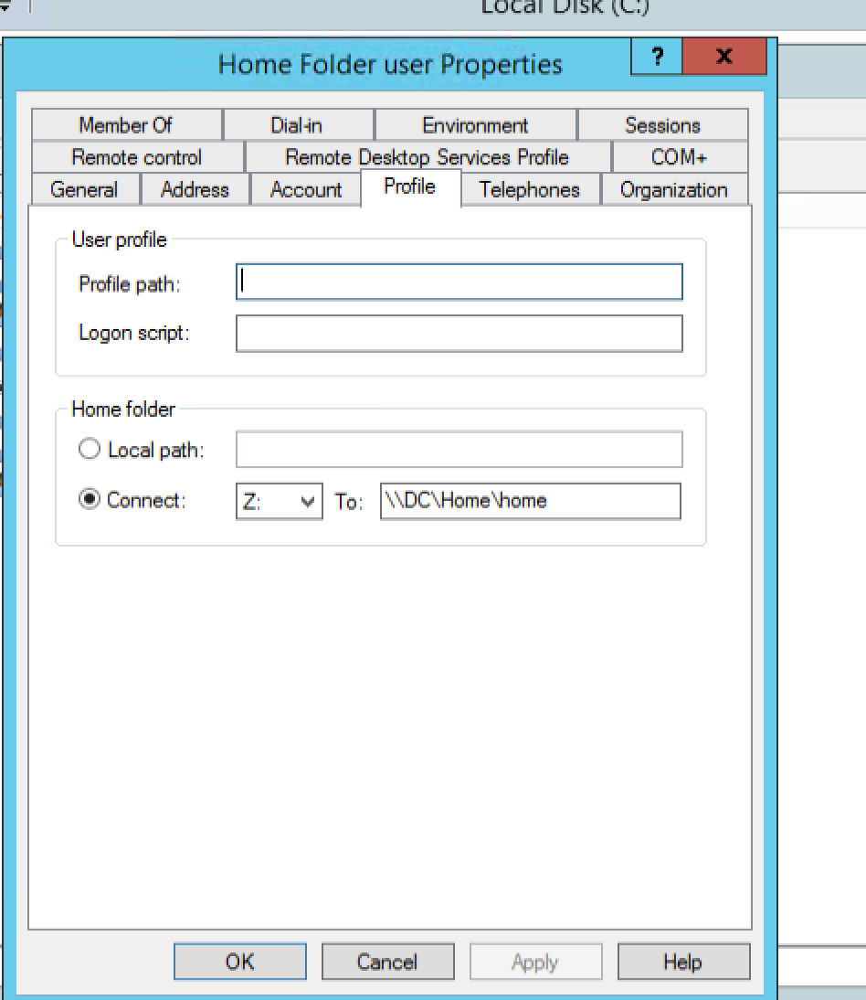 Local Disk (C:)
Home Folder user Properties ? x
Member Of Dial-in Environment Sessions
Remote control Remote Desktop Services Profile COM+
General Address Account Profile Telephones Organization
User profile
Profile path:
Logon script:
Home folder
Local path:
Connect: Z: To: \\DC\Home\home
OK Cancel Apply Help